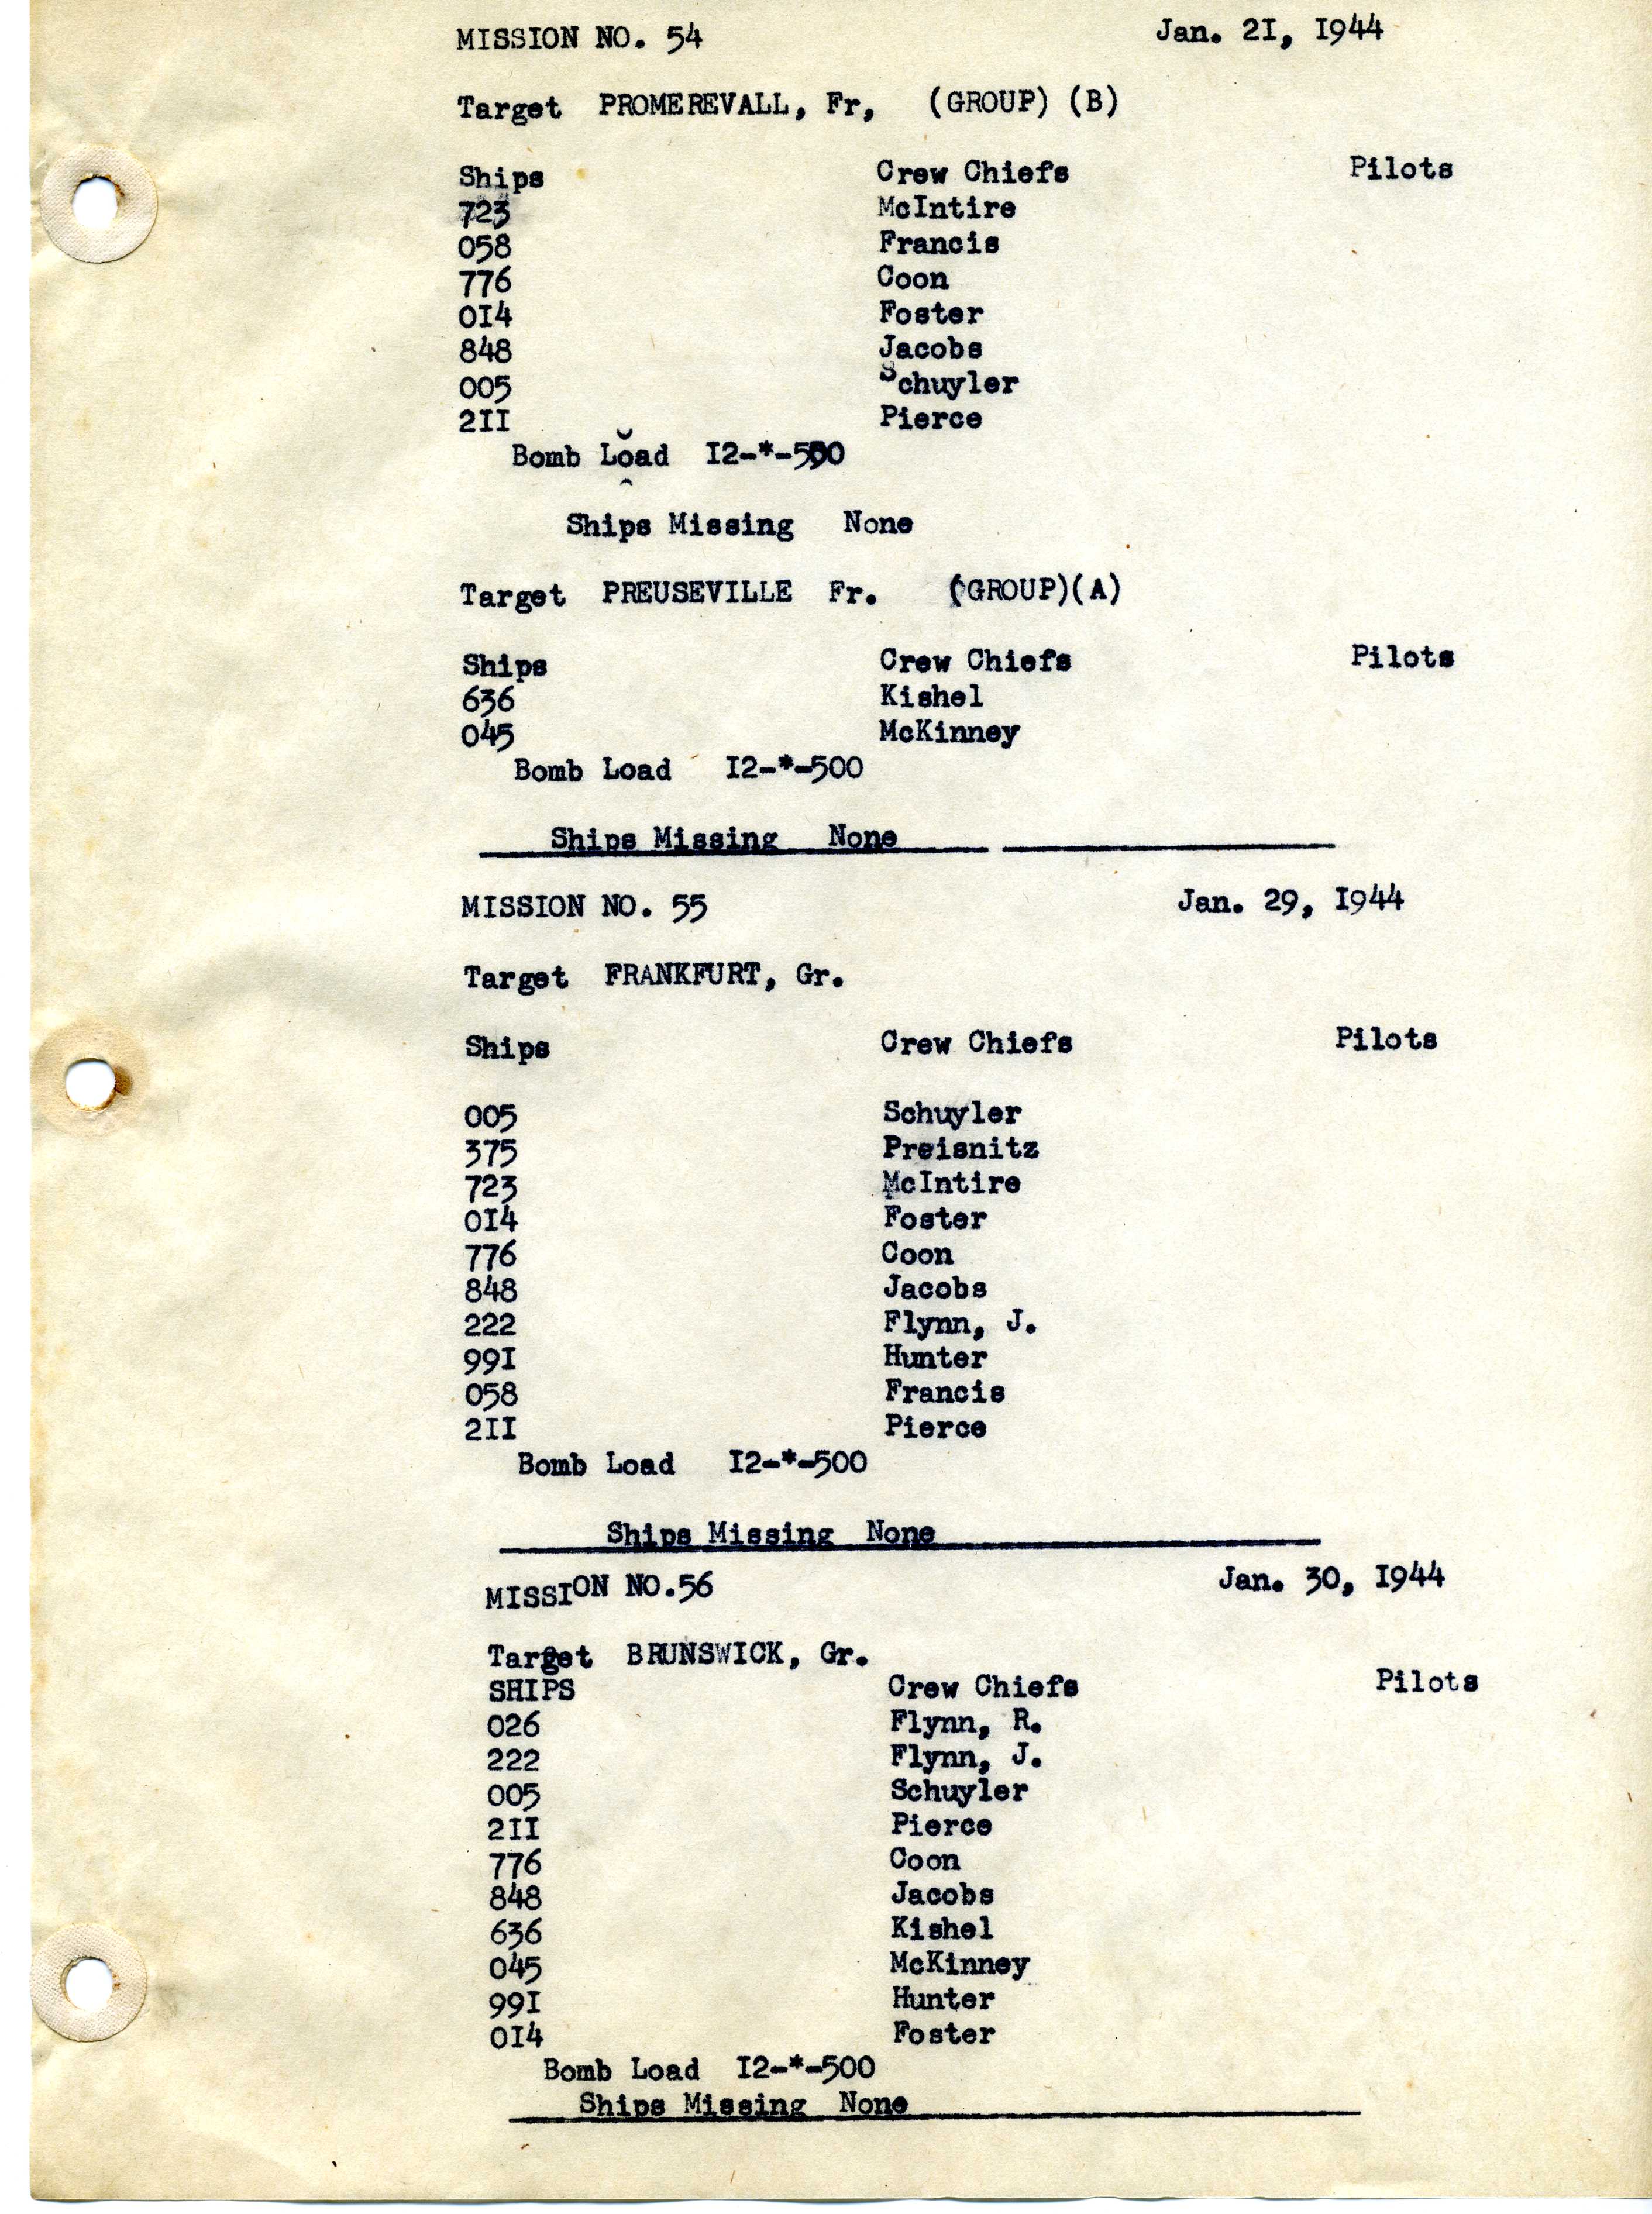 MISSION NO. 54 Jan. 2I, I944
Target PROMEREVALL, Fr, (GROUP) (B)
Ships Crew Chiefs Pilots
723 McIntire
058 Francis
776 Coon
0I4 Foster
848 Jacobs
005 Schuyler
2II Pierce
Bomb Load I2-*-500
Ships Missing None
Target PREUSEVILLE Fr. (GROUP)(A)
Ships Crew Chiefs Pilots
636 Kishel
045 McKinney
Bomb Load I2-*-500
Ships Missing None
MISSION NO. 55 Jan. 29, I944
Target FRANKFURT, Gr.
Ships Crew Chiefs Pilots
005 Schuyler
375 Preisnitz
723 McIntire
0I4 Foster
776 Coon
848 Jacobs
222 Flynn, J.
99I Hunter
058 Francis
2II Pierce
Bomb Load I2-*-500
Ships Missing None
MISSION NO.56 Jan. 30, I944
Target BRUNSWICK, Gr.
SHIPS Crew Chiefs Pilots
026 Flynn, R.
222 Flynn, J.
005 Schuyler
2II Pierce
776 Coon
848 Jacobs
636 Kishel
045 McKinney
99I Hunter
0I4 Foster
Bomb Load I2-*-500
Ships Missing None